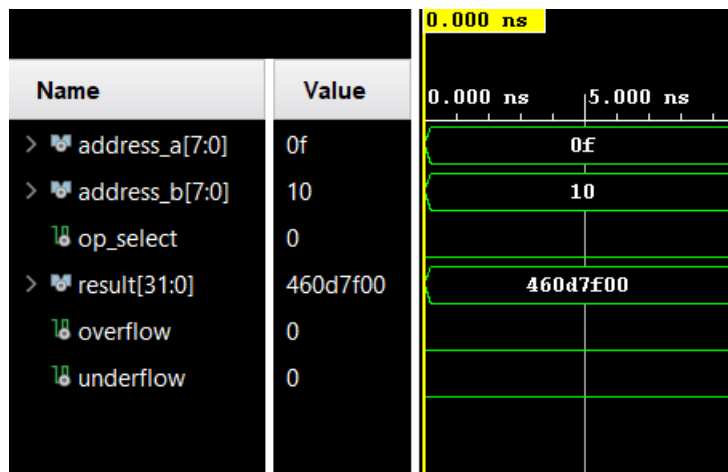 0.000 ns
Name Value 0.000 ns 5.000 ns
address_a[7:0] 0f 0f
address_b[7:0] 10 10
op_select 0
result[31:0] 460d7f00 460d7f00
overflow 0
underflow 0